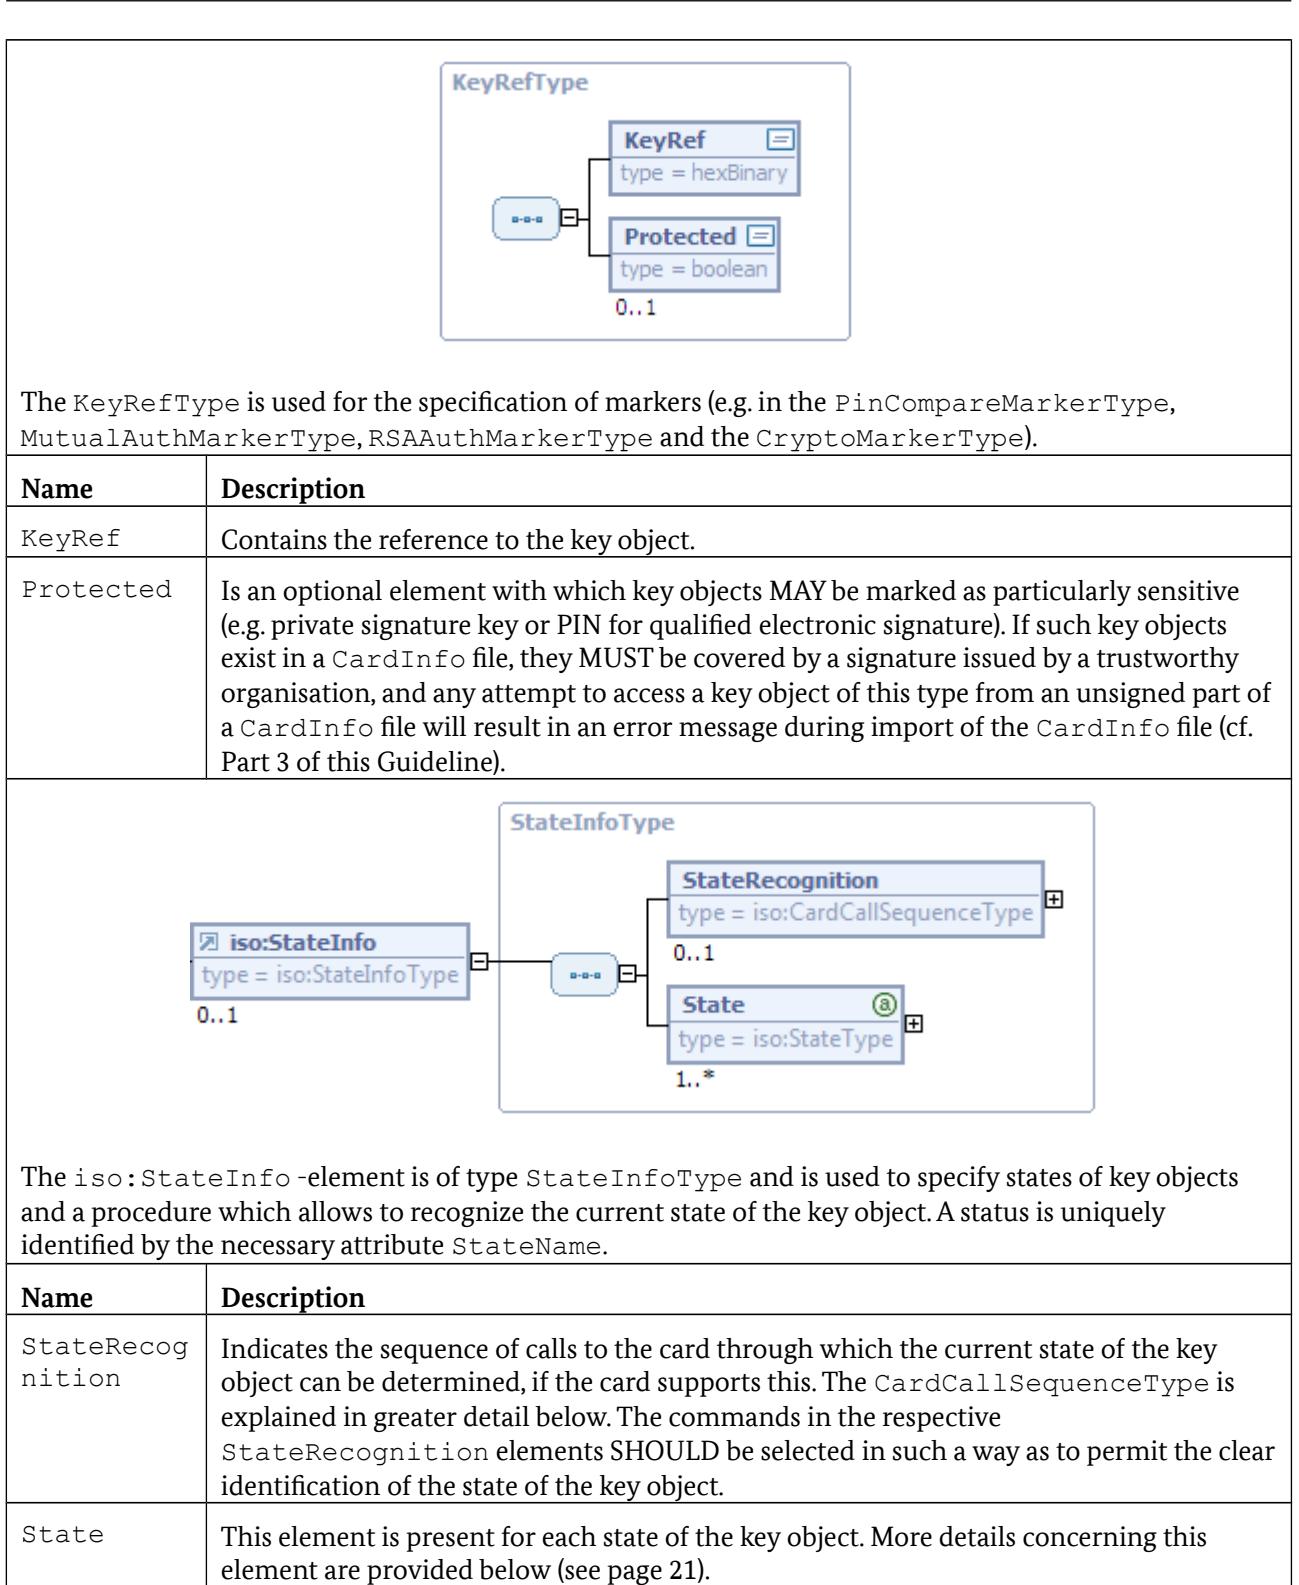 KeyRefType
KeyRef
type = hexBinary
Protected
type = boolean
0..1
The KeyRefType is used for the specification of markers (e.g. in the PinCompareMarkerType,
MutualAuthMarkerType, RSAAuthMarkerType and the CryptoMarkerType).
Name Description
KeyRef Contains the reference to the key object.
Protected Is an optional element with which key objects MAY be marked as particularly sensitive
(e.g. private signature key or PIN for qualified electronic signature). If such key objects
exist in a CardInfo file, they MUST be covered by a signature issued by a trustworthy
organisation, and any attempt to access a key object of this type from an unsigned part of
a CardInfo file will result in an error message during import of the CardInfo file (cf.
Part 3 of this Guideline).
StateInfoType
StateRecognition
type = iso:CardCallSequenceType
0..1
iso:StateInfo
type = iso:StateInfoType
0..1
State
type = iso:StateType
1..*
The iso:StateInfo -element is of type StateInfoType and is used to specify states of key objects
and a procedure which allows to recognize the current state of the key object. A status is uniquely
identified by the necessary attribute StateName.
Name Description
StateRecog Indicates the sequence of calls to the card through which the current state of the key
nition object can be determined, if the card supports this. The CardCallSequenceType is
explained in greater detail below. The commands in the respective
StateRecognition elements SHOULD be selected in such a way as to permit the clear
identification of the state of the key object.
State This element is present for each state of the key object. More details concerning this
element are provided below (see page 21).